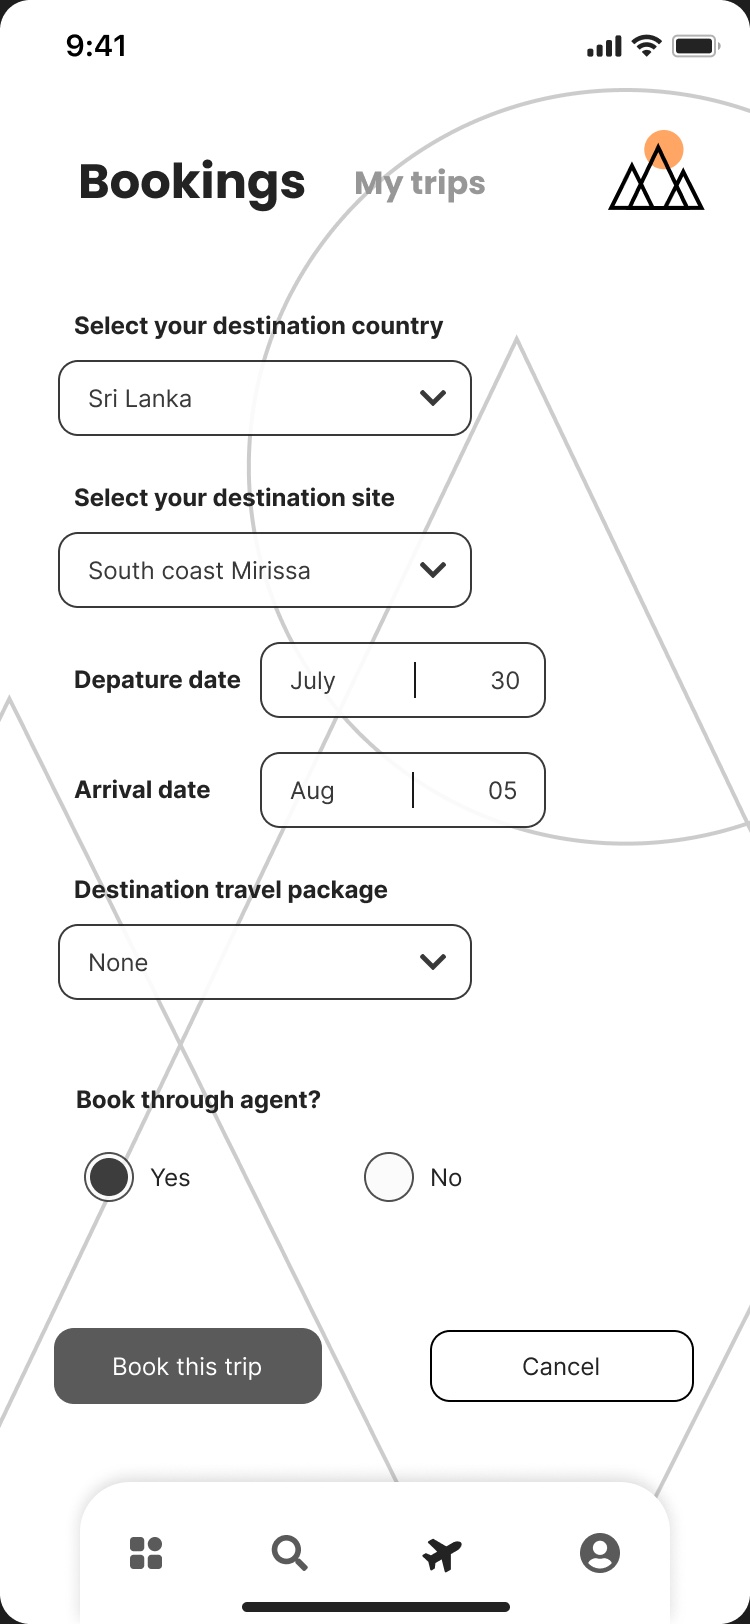 9:41
Bookings My trips
Select your destination country
Sri Lanka
Select your destination site
South coast Mirissa
Depature date July 30
Arrival date Aug 05
Destination travel package
None
Book through agent?
Yes No
Book this trip Cancel